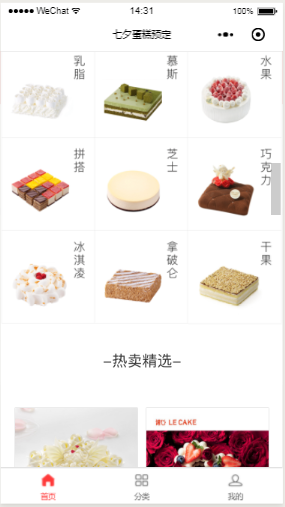 WeChat 14:31 100%
七夕蛋糕预定
乳脂 慕斯 水果
拼搭 芝士 巧克力
冰淇凌 拿破仑 干果
–热卖精选–
LE CAKE
首页 分类 我的